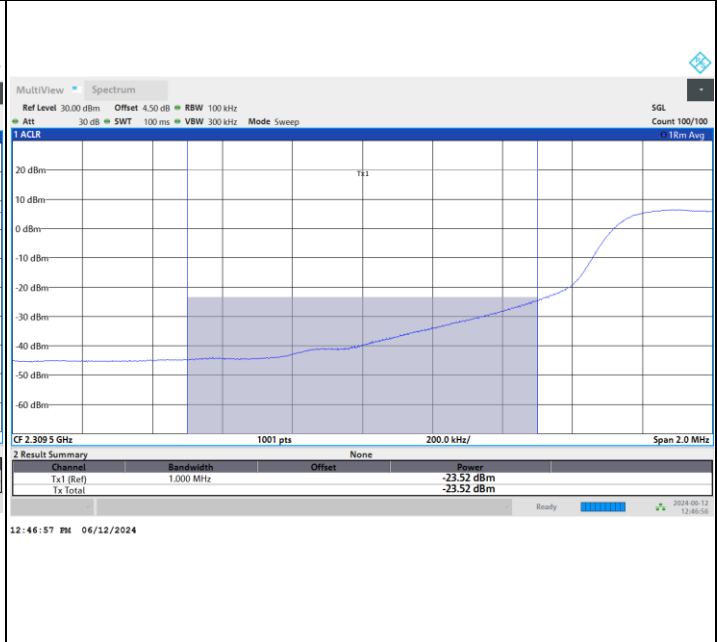 MultiView Spectrum
Ref Level 30.00 dBm Offset 4.50 dB RBW 100 kHz SGL
Att 30 dB SWT 100 ms VBW 300 kHz Mode Sweep Count 100/100
1 ACLR 1Rm Avg
Tx1
20 dBm
10 dBm
0 dBm
-10 dBm
-20 dBm
-30 dBm
-40 dBm
-50 dBm
-60 dBm
CF 2.309 5 GHz 1001 pts 200.0 kHz/ Span 2.0 MHz
2 Result Summary None
Channel Bandwidth Offset Power
Tx1 (Ref) 1.000 MHz -23.52 dBm
Tx Total -23.52 dBm
Ready 2024-06-12
12:46:56
12:46:57 PM 06/12/2024